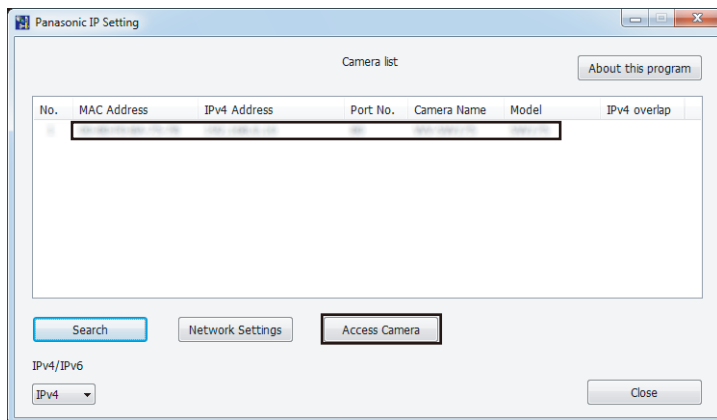 Panasonic IP Setting
Camera list
About this program
No. MAC Address IPv4 Address Port No. Camera Name Model IPv4 overlap
Search Network Settings Access Camera
IPv4/IPv6
IPv4 Close